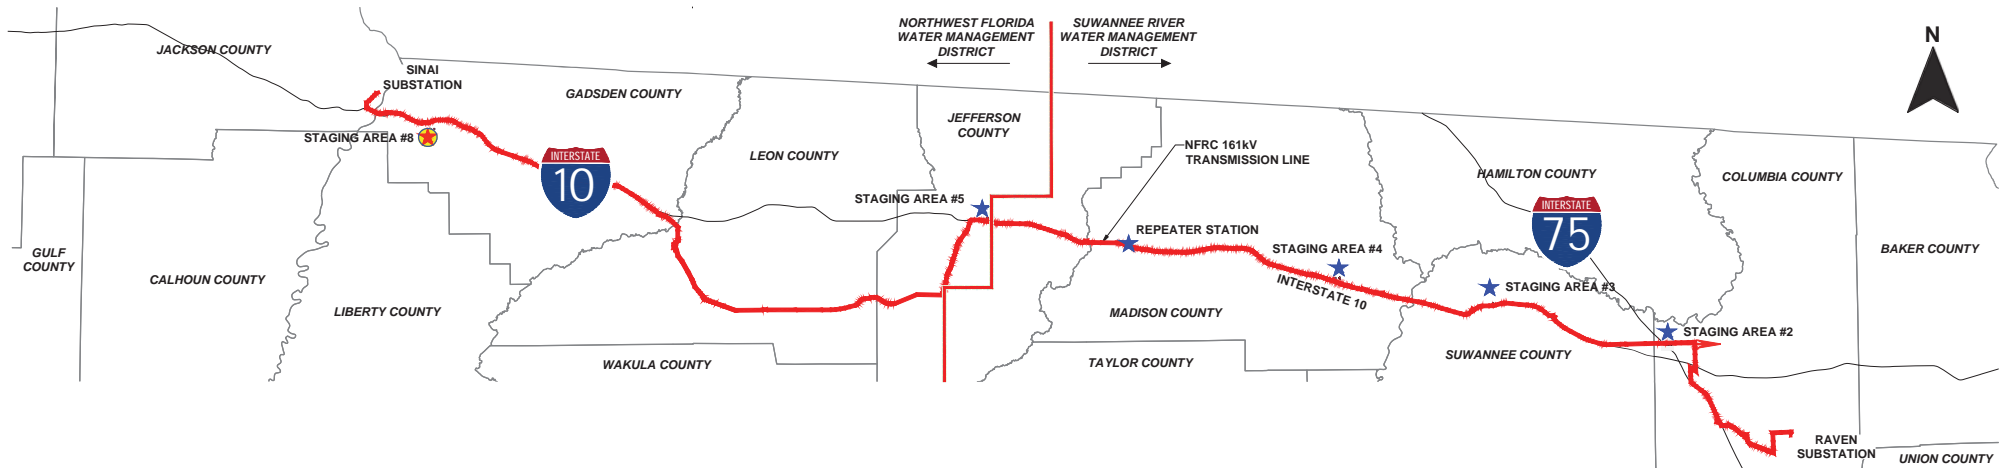 NORTHWEST FLORIDA
WATER MANAGEMENT
DISTRICT
SUWANNEE RIVER
WATER MANAGEMENT
DISTRICT
N
JACKSON COUNTY
SINAI
SUBSTATION
GADSDEN COUNTY
STAGING AREA #8
INTERSTATE
10
LEON COUNTY
JEFFERSON
COUNTY
NFRC 161kV
TRANSMISSION LINE
HAMILTON COUNTY
COLUMBIA COUNTY
STAGING AREA #5
INTERSTATE
75
REPEATER STATION
STAGING AREA #4
INTERSTATE 10
BAKER COUNTY
GULF
COUNTY
CALHOUN COUNTY
LIBERTY COUNTY
STAGING AREA #3
MADISON COUNTY
STAGING AREA #2
WAKULA COUNTY
TAYLOR COUNTY
SUWANNEE COUNTY
RAVEN
SUBSTATION
UNION COUNTY